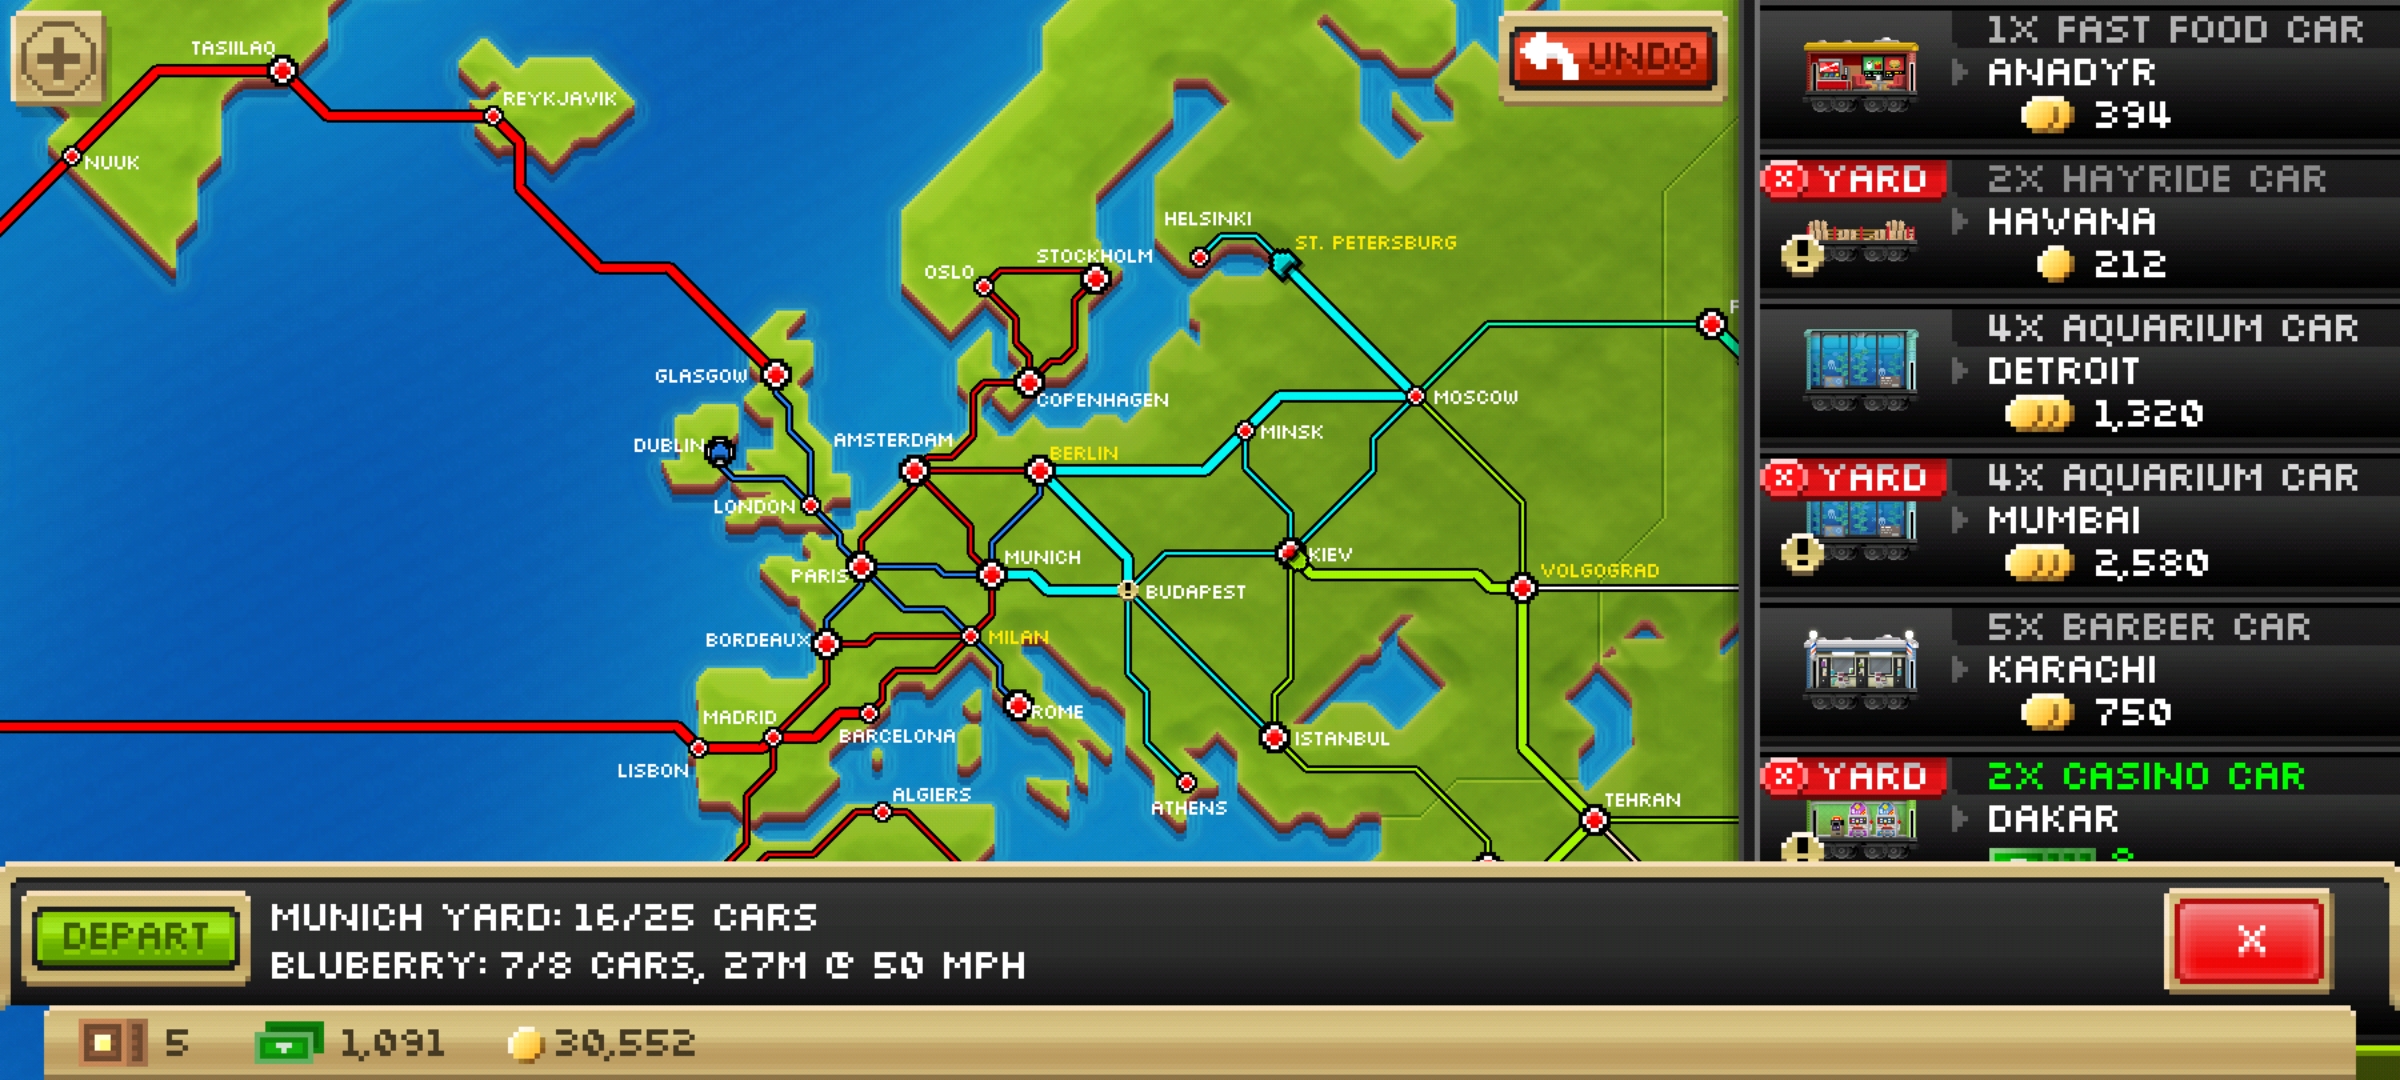 TASIILAQ
REYKJAVIK
NUUK
UNDO
HELSINKI
ST. PETERSBURG
STOCKHOLM
OSLO
GLASGOW
COPENHAGEN
MOSCOW
DUBLIN
AMSTERDAM
BERLIN
MINSK
LONDON
MUNICH
KIEV
PARIS
BUDAPEST
VOLGOGRAD
BORDEAUX
MILAN
MADRID
ROME
BARCELONA
ISTANBUL
LISBON
ALGIERS
ATHENS
TEHRAN
1X FAST FOOD CAR
ANADYR
394
YARD
2X HAYRIDE CAR
HAVANA
212
4X AQUARIUM CAR
DETROIT
1,320
YARD
4X AQUARIUM CAR
MUMBAI
2,580
5X BARBER CAR
KARACHI
750
YARD
2X CASINO CAR
DAKAR
DEPART
MUNICH YARD: 16/25 CARS
BLUBERRY: 7/8 CARS, 27M @ 50 MPH
X
5
1,091
30,552